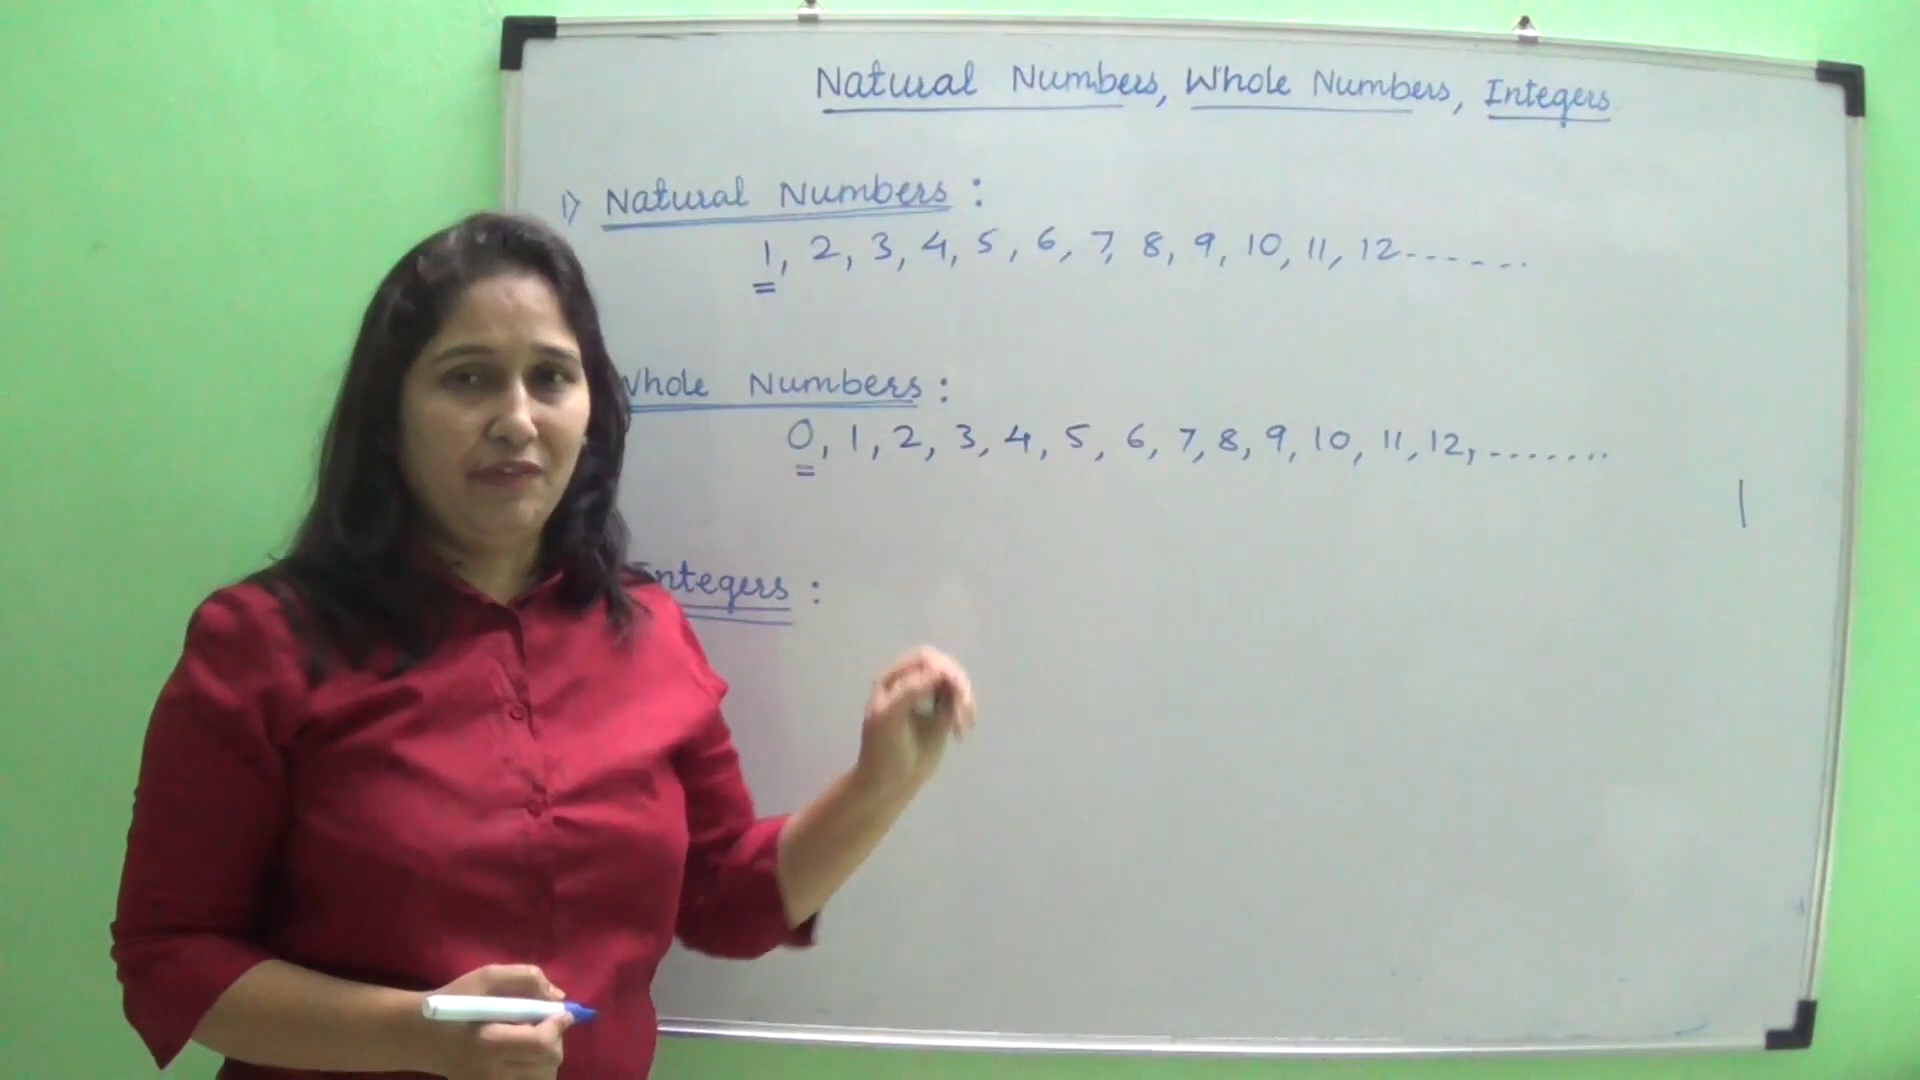 Natural Numbers, Whole Numbers, Integers
1) Natural Numbers :
1, 2, 3, 4, 5, 6, 7, 8, 9, 10, 11, 12------
Whole Numbers :
0, 1, 2, 3, 4, 5, 6, 7, 8, 9, 10, 11, 12, .......
Integers :